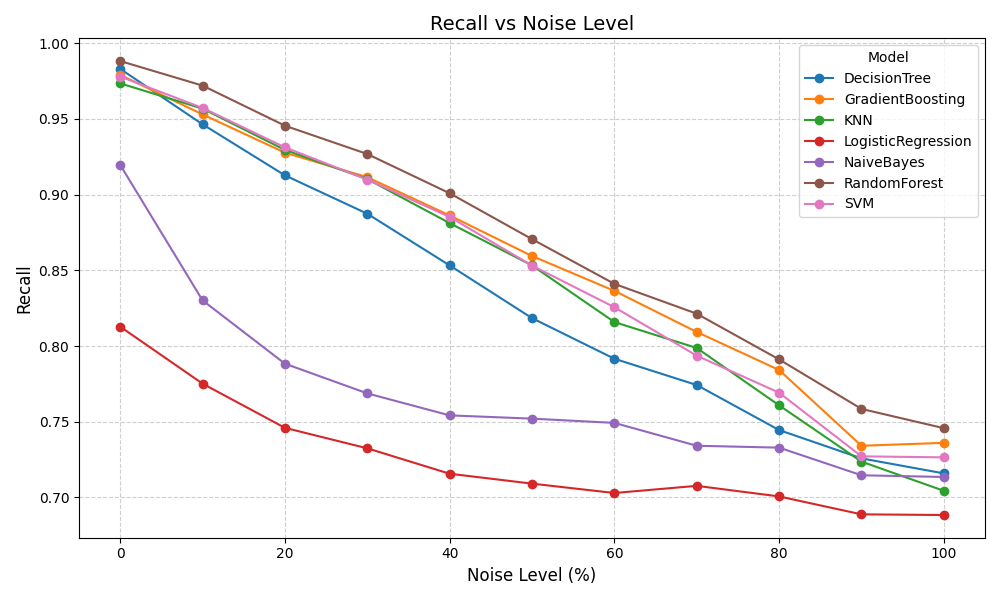 Recall vs Noise Level
Model
DecisionTree
GradientBoosting
KNN
LogisticRegression
NaiveBayes
RandomForest
SVM
Recall
1.00
0.95
0.90
0.85
0.80
0.75
0.70
0 20 40 60 80 100
Noise Level (%)